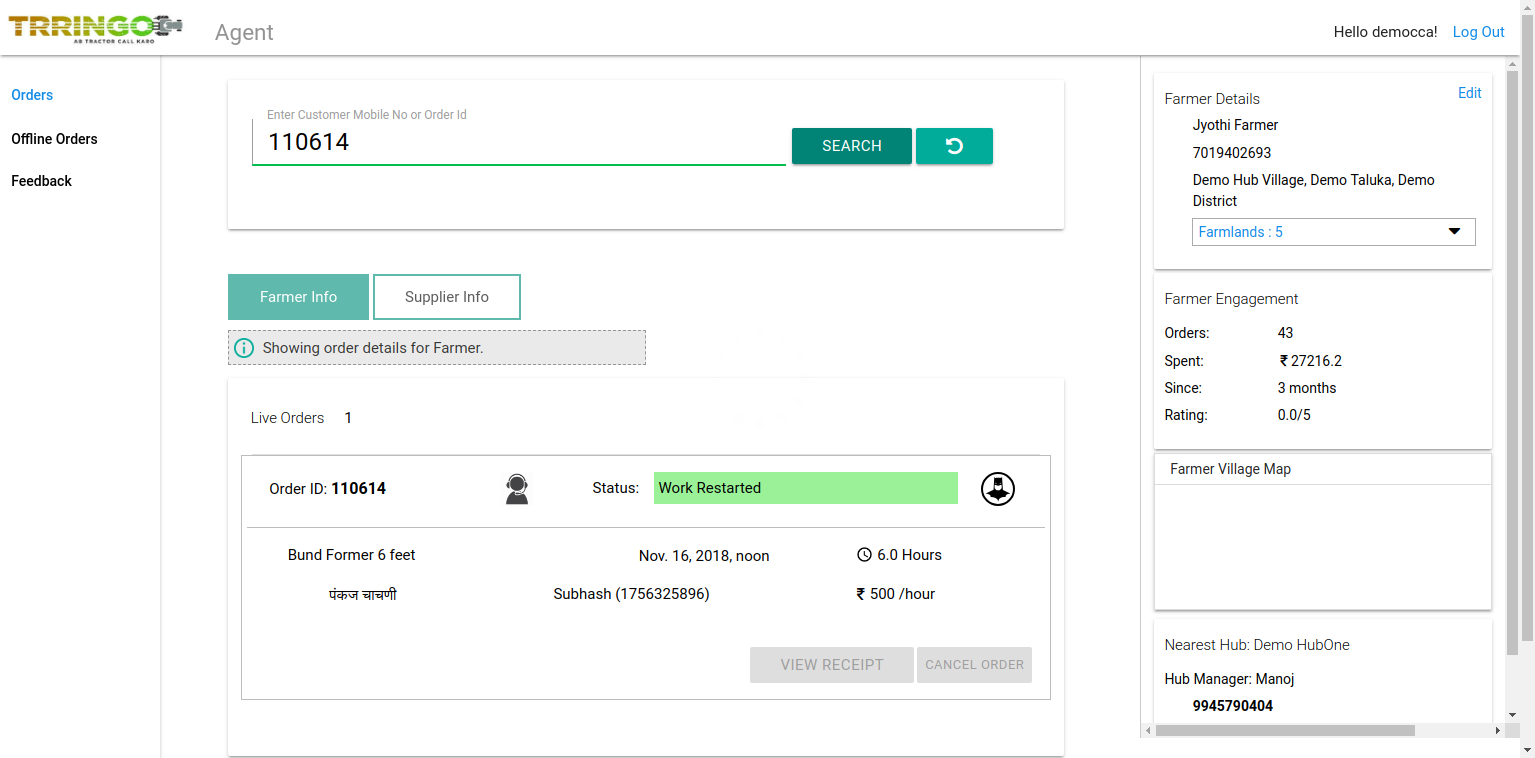 TRRINGO
AB TRACTOR CALL KARO
Agent
Hello democca!
Log Out
Orders
Offline Orders
Feedback
Enter Customer Mobile No or Order Id
110614
SEARCH
Farmer Info
Supplier Info
Showing order details for Farmer.
Live Orders 1
Order ID: 110614
Status: Work Restarted
Bund Former 6 feet
Nov. 16, 2018, noon
6.0 Hours
पंकज चाचणी
Subhash (1756325896)
₹ 500 /hour
VIEW RECEIPT
CANCEL ORDER
Farmer Details
Edit
Jyothi Farmer
7019402693
Demo Hub Village, Demo Taluka, Demo
District
Farmlands : 5
Farmer Engagement
Orders: 43
Spent: ₹ 27216.2
Since: 3 months
Rating: 0.0/5
Farmer Village Map
Nearest Hub: Demo HubOne
Hub Manager: Manoj
9945790404